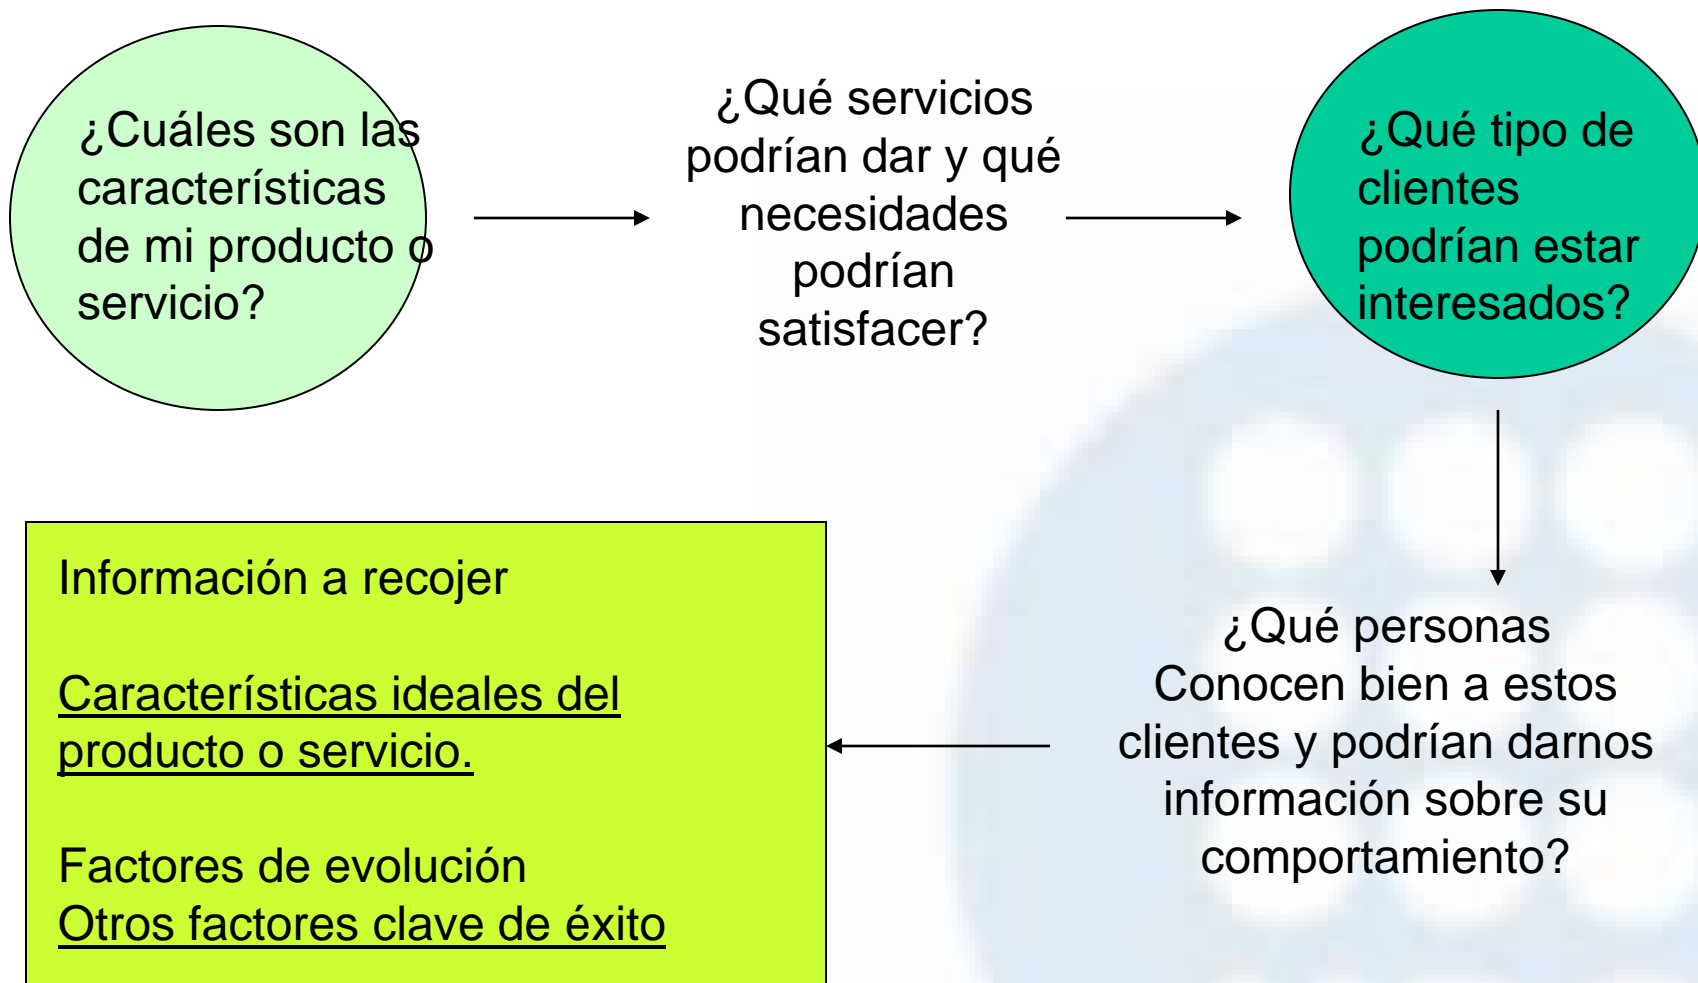 ¿Cuáles son las
características
de mi producto o
servicio?
¿Qué servicios
podrían dar y qué
necesidades
podrían
satisfacer?
¿Qué tipo de
clientes
podrían estar
interesados?
¿Qué personas
Conocen bien a estos
clientes y podrían darnos
información sobre su
comportamiento?
Información a recojer
Características ideales del
producto o servicio.
Factores de evolución
Otros factores clave de éxito